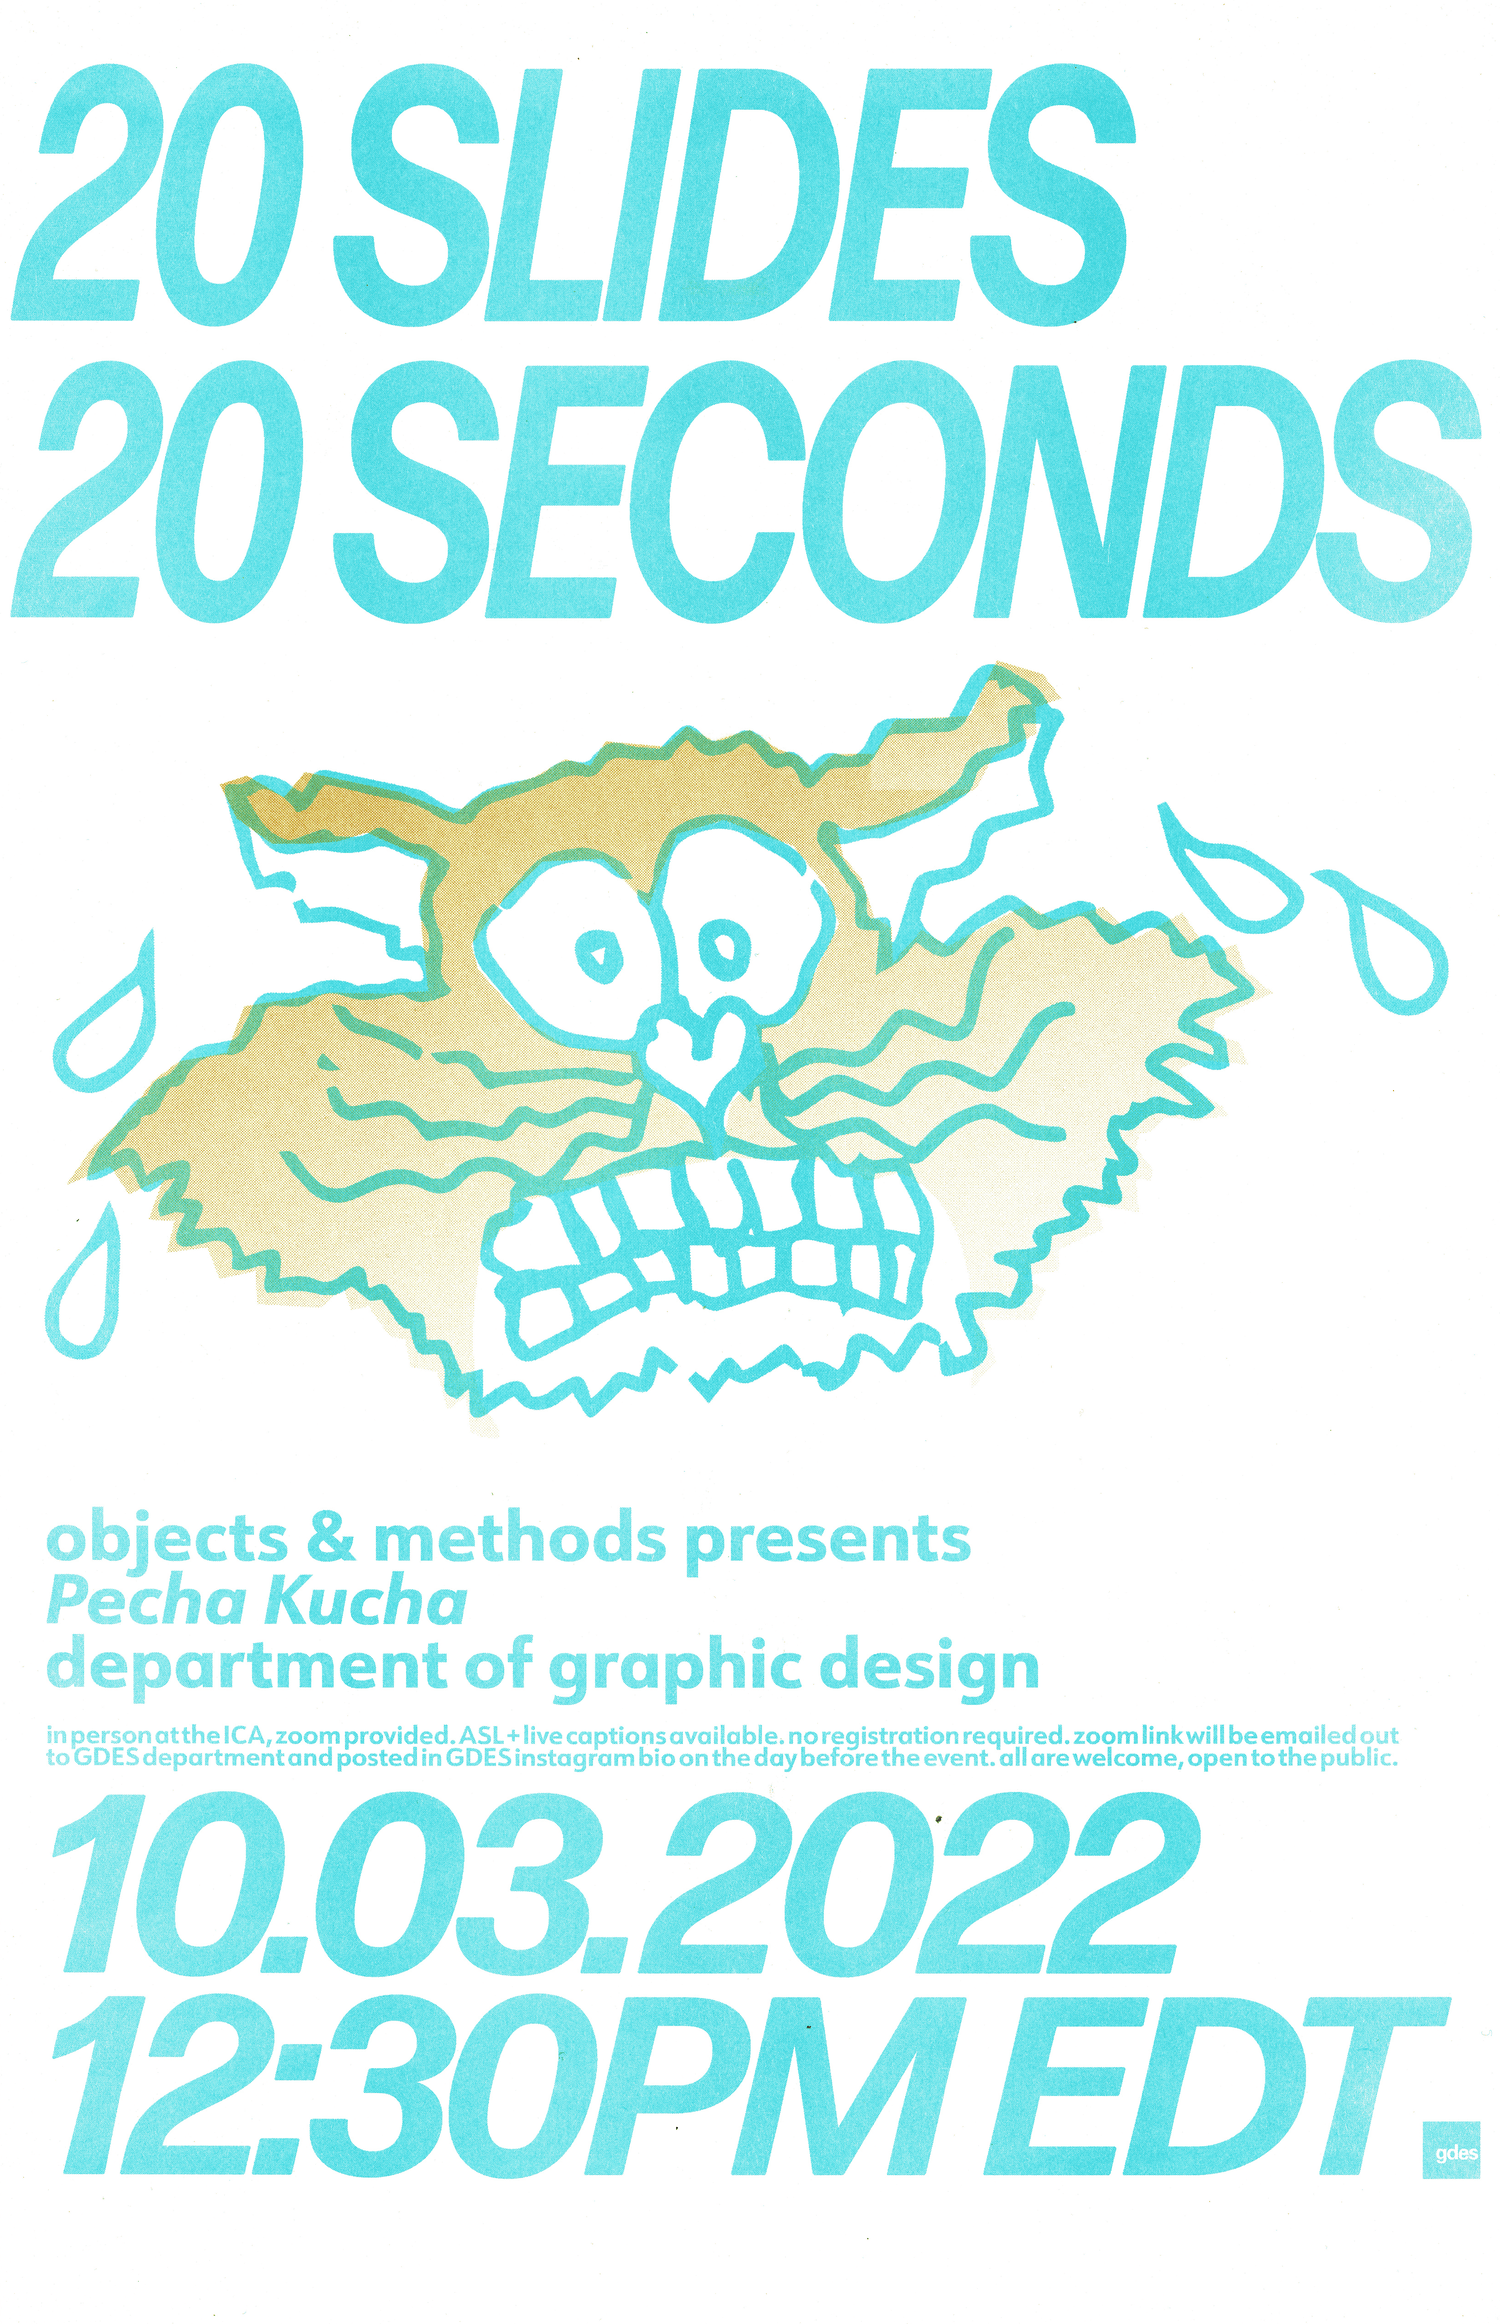 20 SLIDES
20 SECONDS
objects & methods presents
Pecha Kucha
department of graphic design
in person at the ICA, zoom provided. ASL + live captions available. no registration required. zoom link will be emailed out
to GDES department and posted in GDES instagram bio on the day before the event. all are welcome, open to the public.
10.03.2022
12:30PM EDT
gdes